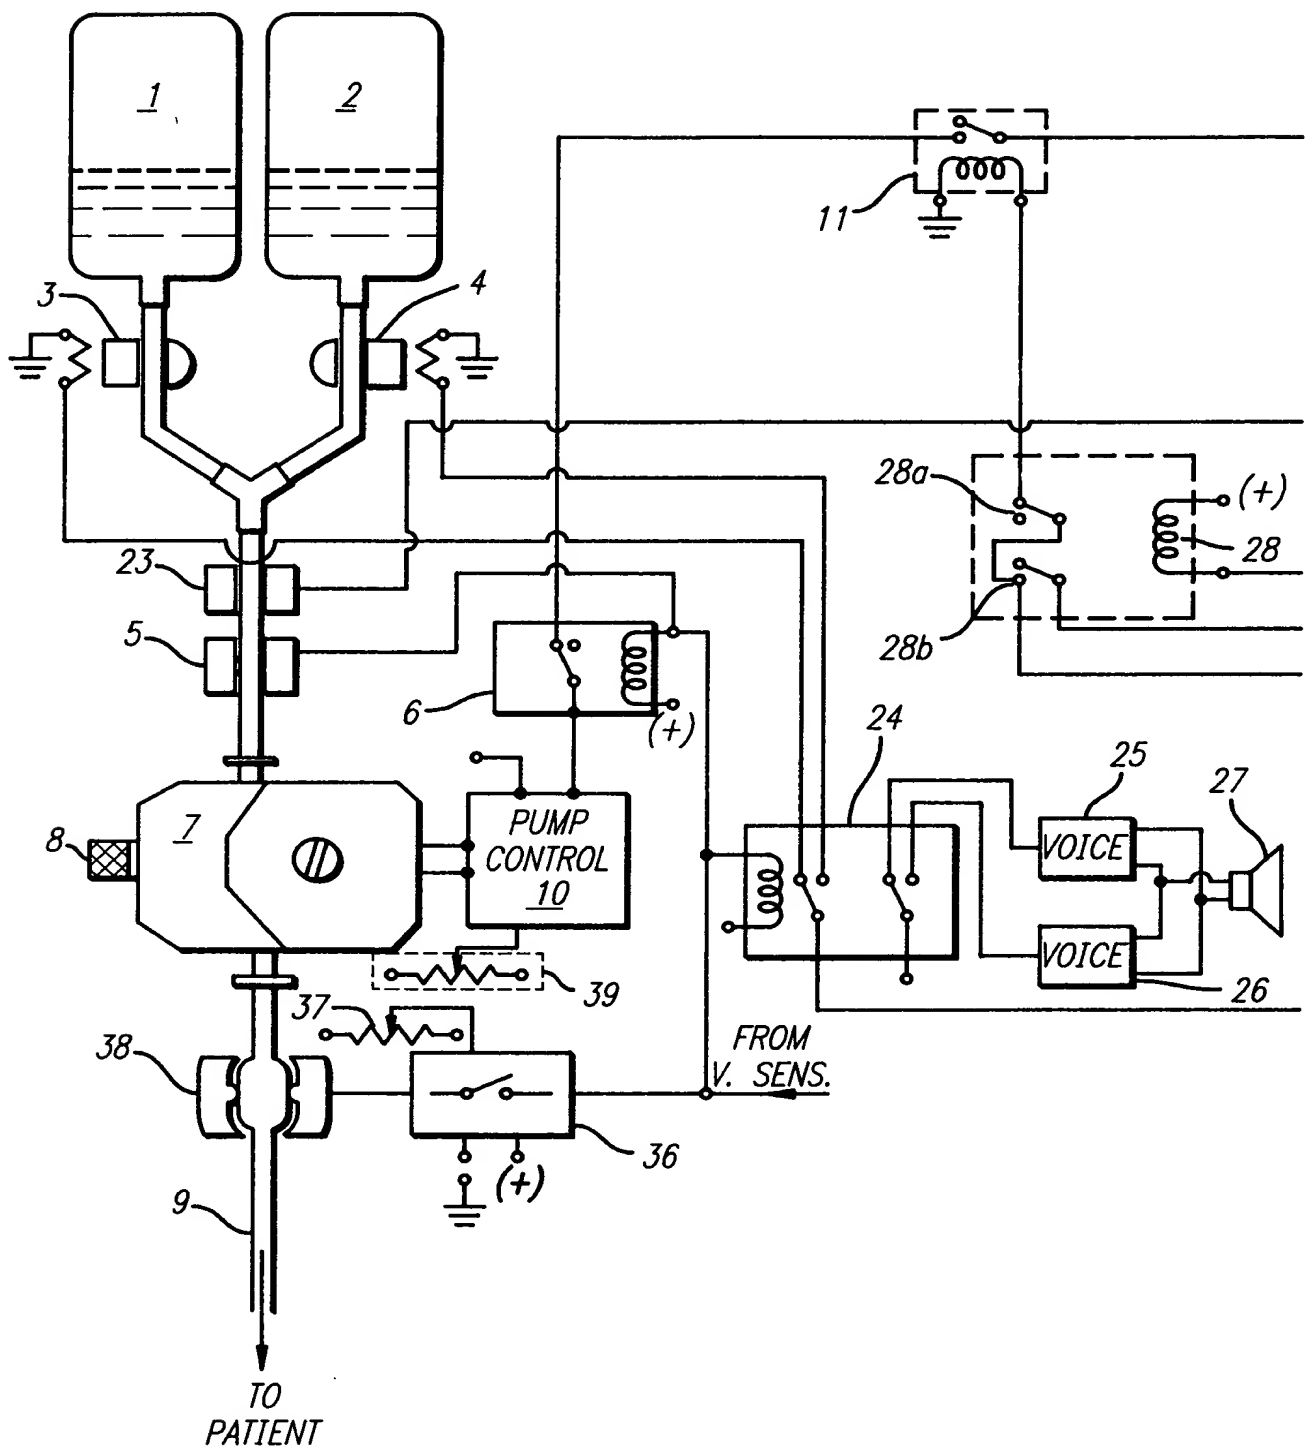 1
2
11
3
4
28a
(+)
28
23
5
28b
6
(+)
24
25
27
8
7
PUMP
CONTROL
10
VOICE
VOICE
39
26
37
38
FROM
V. SENS.
36
(+)
9
TO
PATIENT